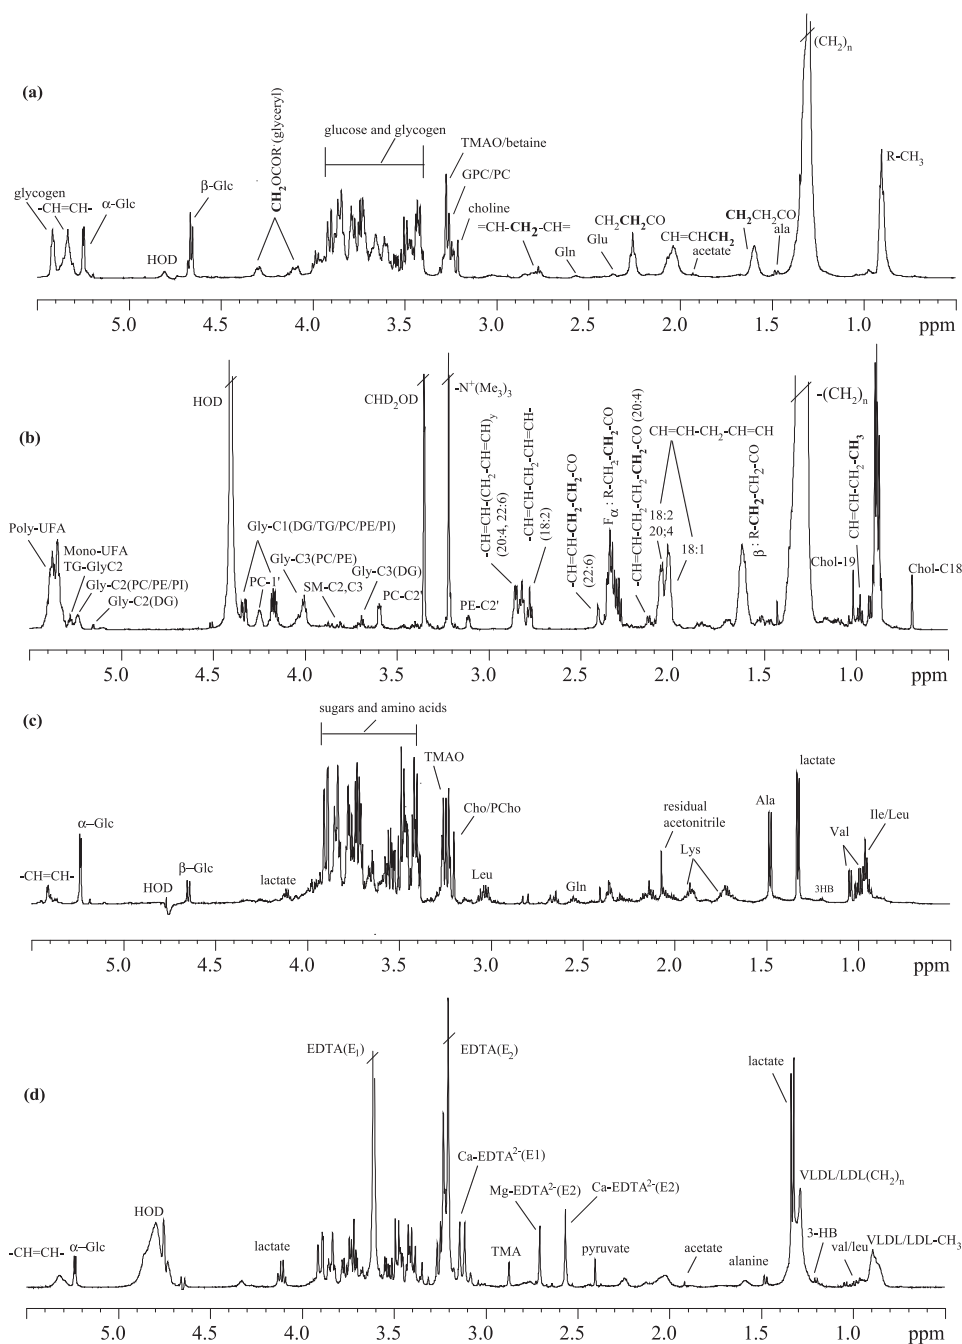 (a)
glycogen
-CH=CH-
α-Glc
HOD
β-Glc
CH2OCOR (glyceryl)
glucose and glycogen
TMAO/betaine
GPC/PC
choline
=CH-CH2-CH=
Gln
Glu
CH2CH2CO
CH=CHCH2
acetate
CH2CH2CO
ala
(CH2)n
R-CH3
5.0 4.5 4.0 3.5 3.0 2.5 2.0 1.5 1.0 ppm
(b)
Poly-UFA
Mono-UFA
TG-GlyC2
Gly-C2(PC/PE/PI)
Gly-C2(DG)
HOD
Gly-C1(DG/TG/PC/PE/PI)
PC-1'
Gly-C3(PC/PE)
SM-C2,C3
Gly-C3(DG)
PC-C2'
CHD2OD
-N+(Me3)3
PE-C2'
-CH=CH-(CH2-CH=CH)y
(20:4, 22:6)
-CH=CH-CH2-CH=CH-
(18:2)
-CH=CH-CH2-CH2-CO
(22:6)
Fα : R-CH2-CH2-CO
-CH=CH-CH2-CH2-CH2-CO (20:4)
CH=CH-CH2-CH=CH
18:2
20;4
18:1
β : R-CH2-CH2-CO
-(CH2)n
Chol-19
CH=CH-CH2-CH3
Chol-C18
5.0 4.5 4.0 3.5 3.0 2.5 2.0 1.5 1.0 ppm
(c)
-CH=CH-
α-Glc
HOD
β-Glc
lactate
sugars and amino acids
TMAO
Cho/PCho
Leu
Gln
residual
acetonitrile
Lys
Ala
lactate
3HB
Val
Ile/Leu
5.0 4.5 4.0 3.5 3.0 2.5 2.0 1.5 1.0 ppm
(d)
-CH=CH-
α-Glc
HOD
lactate
EDTA(E1)
EDTA(E2)
Ca-EDTA2-(E1)
TMA
Mg-EDTA2-(E2)
Ca-EDTA2-(E2)
pyruvate
acetate
alanine
lactate
VLDL/LDL(CH2)n
3-HB
val/leu
VLDL/LDL-CH3
5.0 4.5 4.0 3.5 3.0 2.5 2.0 1.5 1.0 ppm